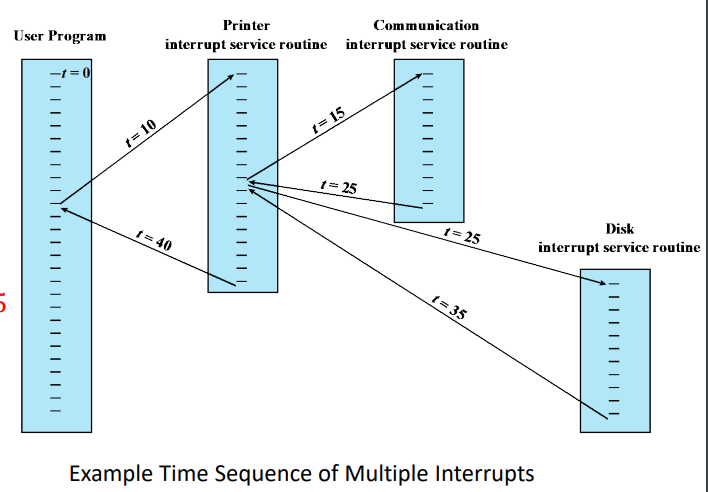 Printer
interrupt service routine
Communication
interrupt service routine
User Program
t = 0
t = 10
t = 15
t = 25
t = 25
Disk
interrupt service routine
t = 40
t = 35
5
Example Time Sequence of Multiple Interrupts